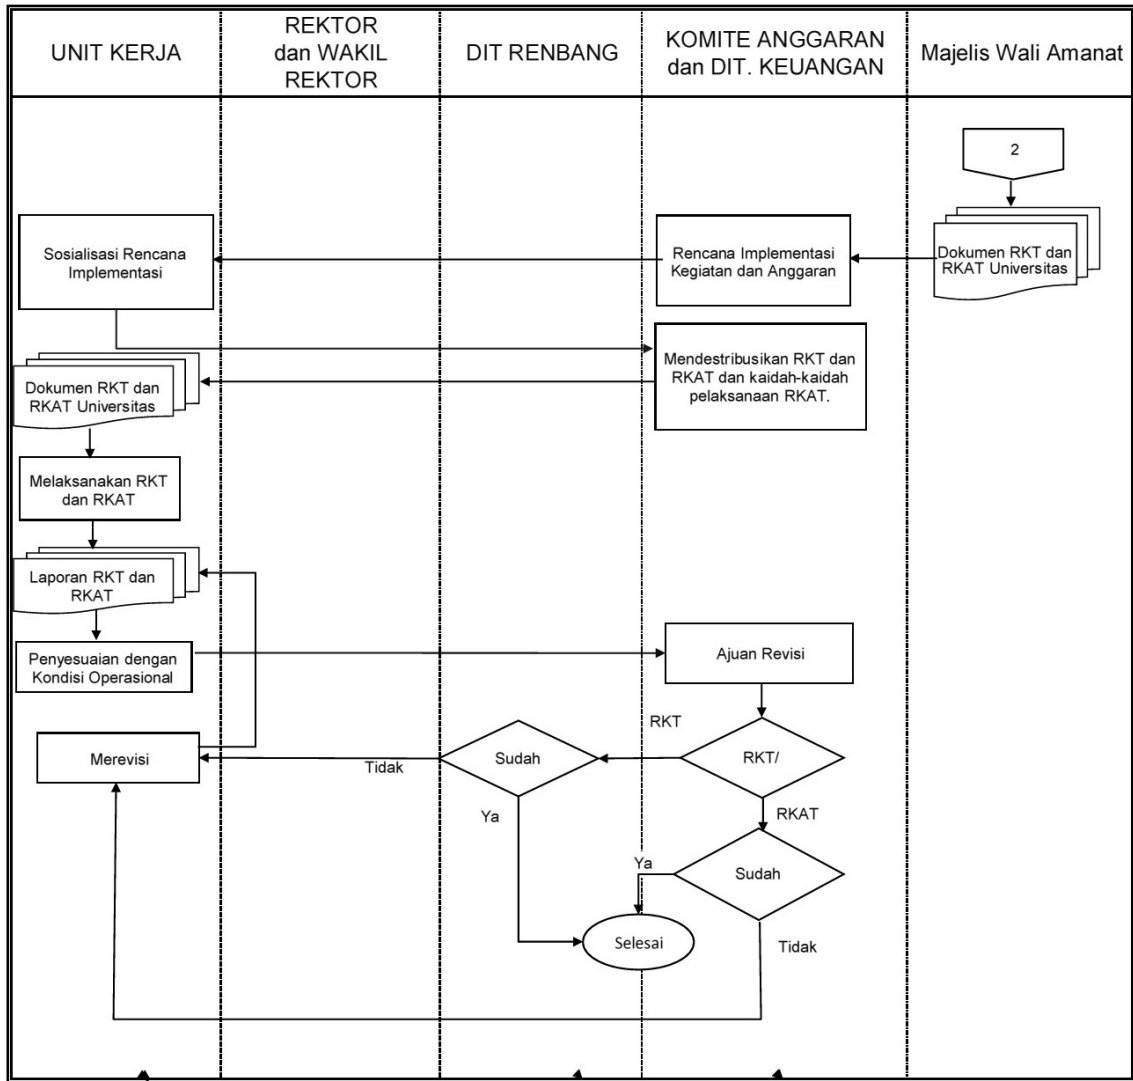 UNIT KERJA
REKTOR
dan WAKIL
REKTOR
DIT RENBANG
KOMITE ANGGARAN
dan DIT. KEUANGAN
Majelis Wali Amanat
2
Sosialisasi Rencana
Implementasi
Rencana Implementasi
Kegiatan dan Anggaran
Dokumen RKT dan
RKAT Universitas
Mendestribusikan RKT dan
RKAT dan kaidah-kaidah
pelaksanaan RKAT.
Dokumen RKT dan
RKAT Universitas
Melaksanakan RKT
dan RKAT
Laporan RKT dan
RKAT
Penyesuaian dengan
Kondisi Operasional
Ajuan Revisi
RKT
Merevisi
Tidak
Sudah
RKT/
Ya
RKAT
Ya
Sudah
Selesai
Tidak